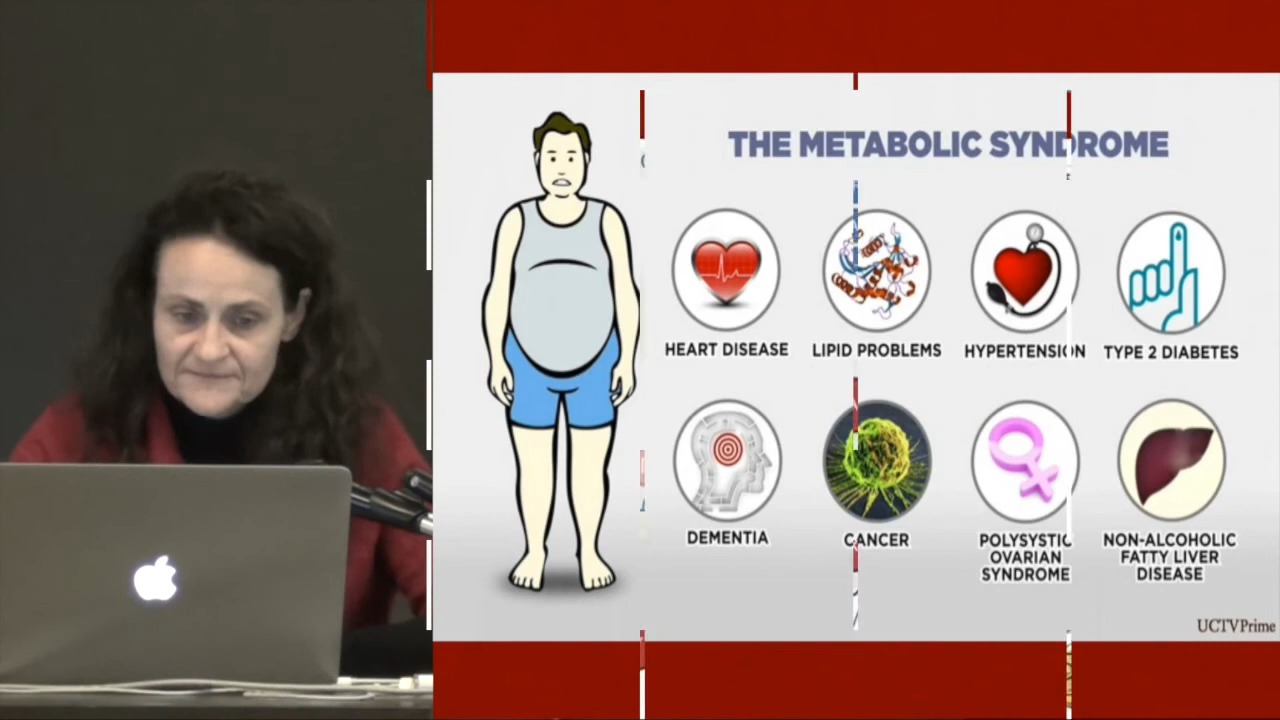 THE METABOLIC SYNDROME
HEART DISEASE
LIPID PROBLEMS
HYPERTENSION
TYPE 2 DIABETES
DEMENTIA
CANCER
POLYSYSTIC
OVARIAN
SYNDROME
NON-ALCOHOLIC
FATTY LIVER
DISEASE
UCTVPrime